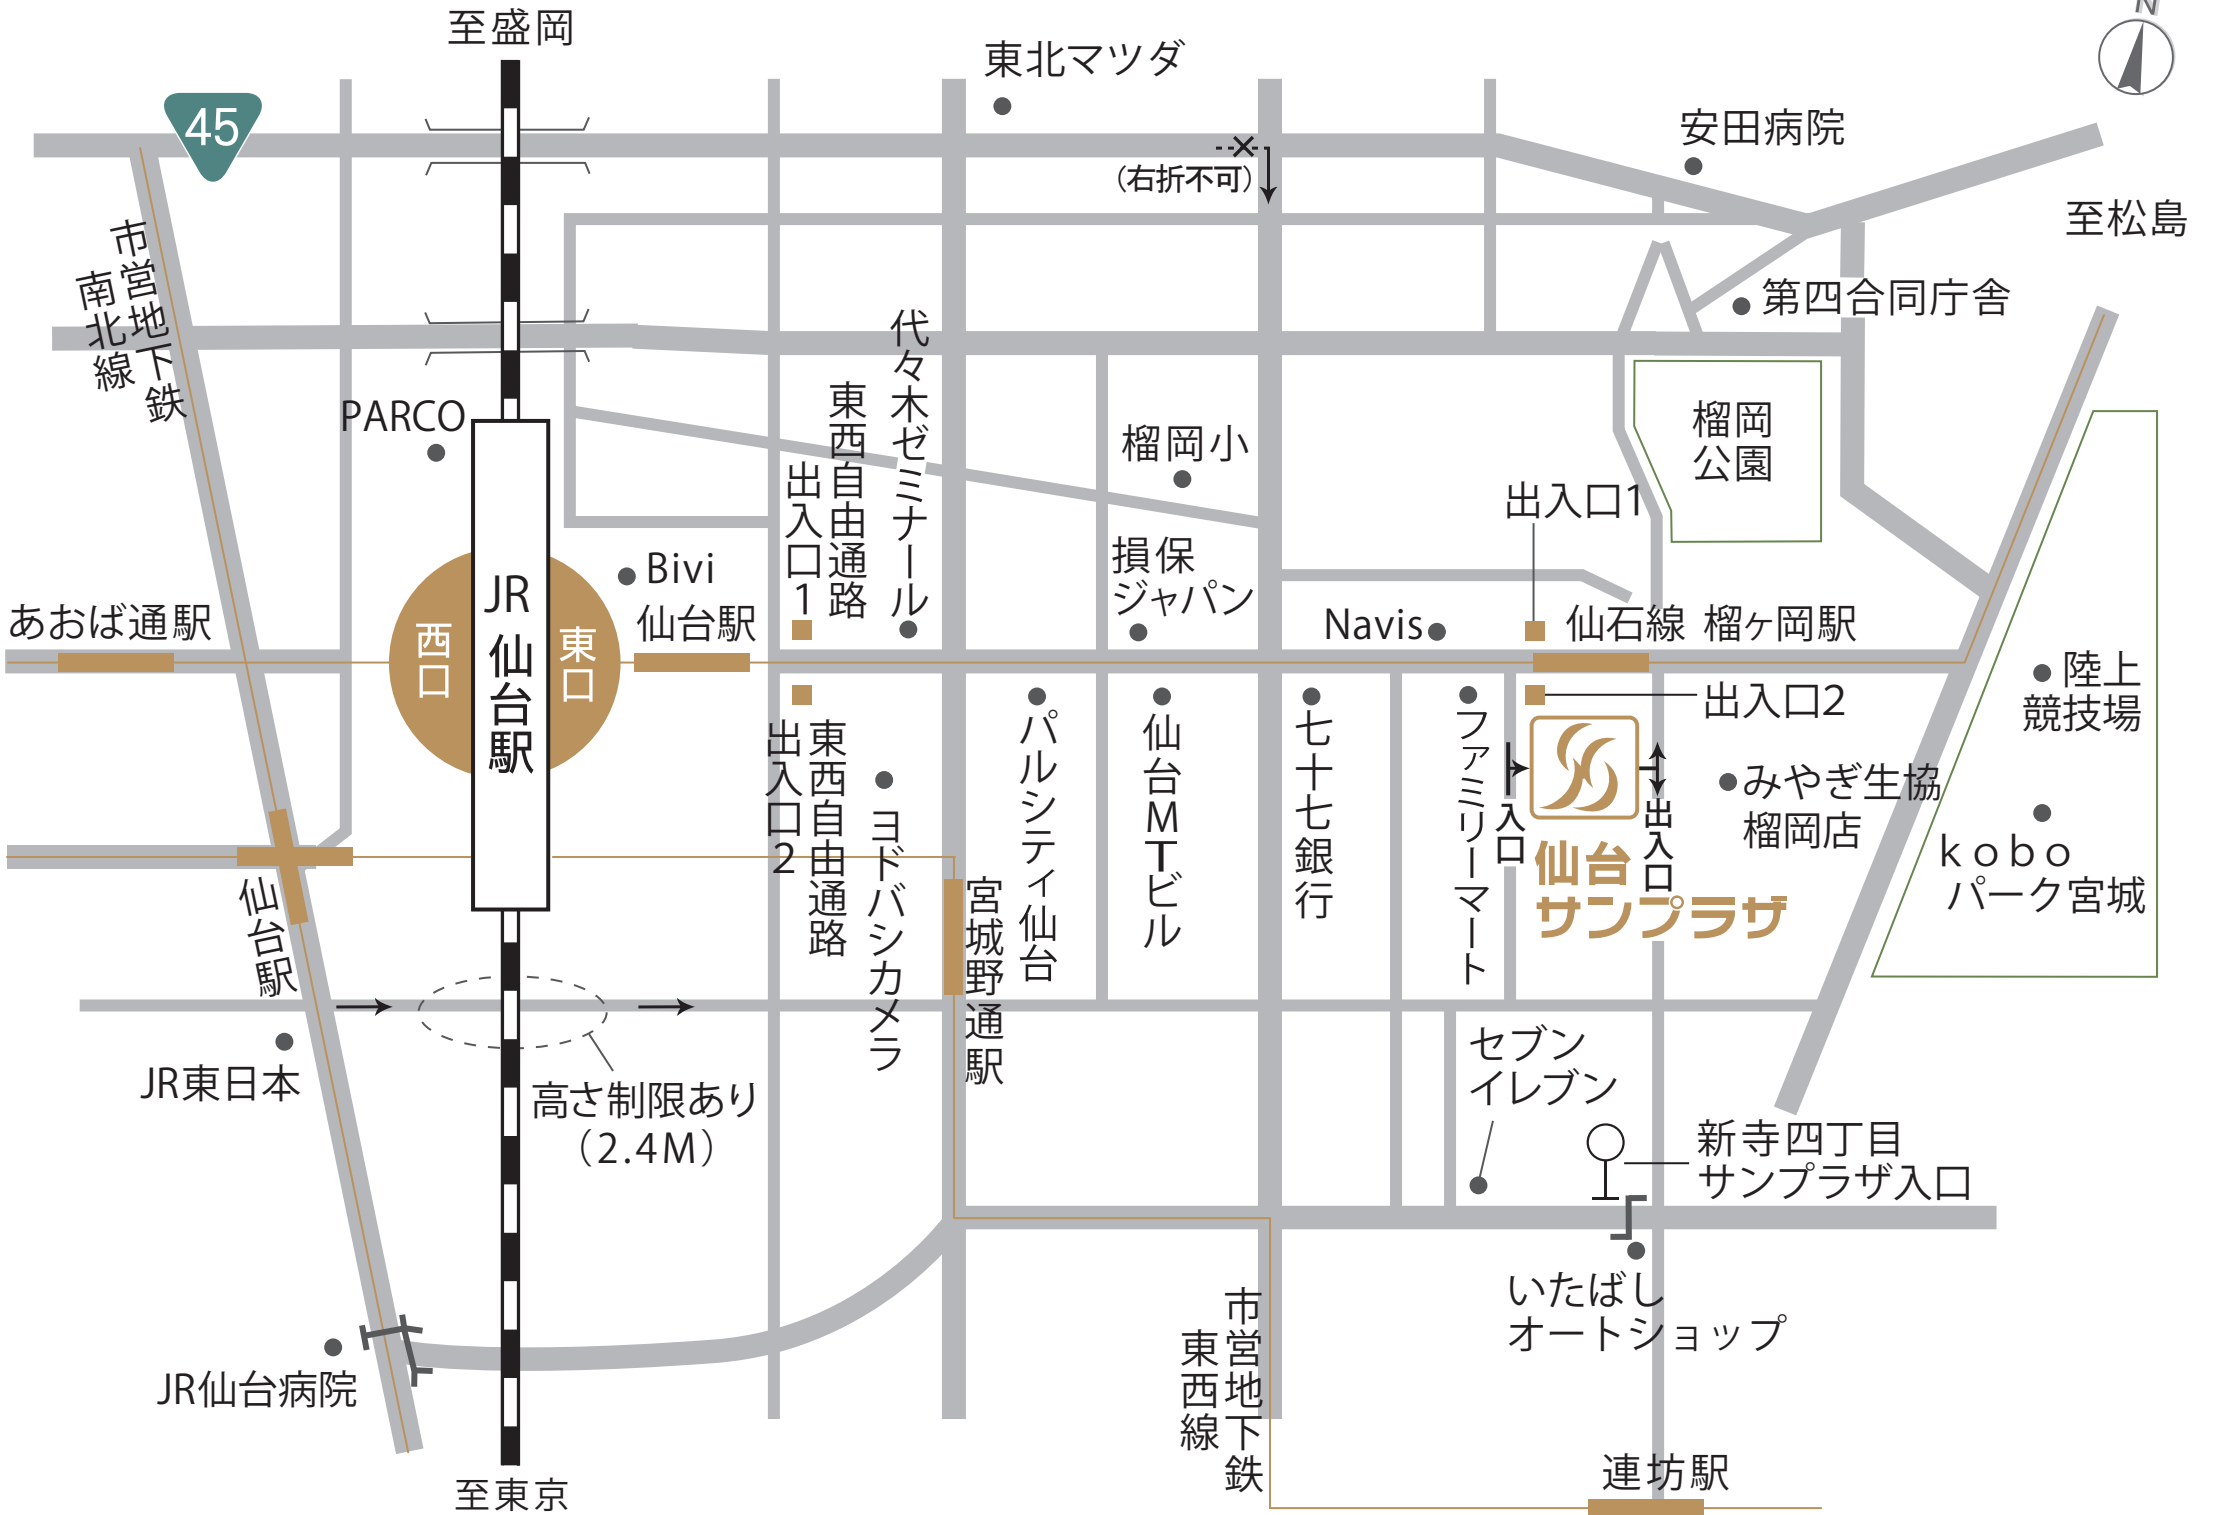 至盛岡
N
東北マツダ
45
安田病院
(右折不可)
至松島
市営地下鉄
南北線
第四合同庁舎
代々木ゼミナール
東西自由通路
出入口1
PARCO
榴岡小
榴岡
公園
出入口1
損保
ジャパン
Bivi
JR
仙台駅
西口
東口
あおば通駅
仙台駅
Navis
仙石線 榴ヶ岡駅
陸上
競技場
出入口2
東西自由通路
出入口2
ヨドバシカメラ
パルシティ仙台
仙台MTビル
七十七銀行
ファミリーマート
入口
出入口
仙台
サンプラザ
みやぎ生協
榴岡店
kobo
パーク宮城
仙台駅
宮城野通駅
JR東日本
高さ制限あり
(2.4M)
セブン
イレブン
新寺四丁目
サンプラザ入口
いたばし
オートショップ
市営地下鉄
東西線
JR仙台病院
連坊駅
至東京